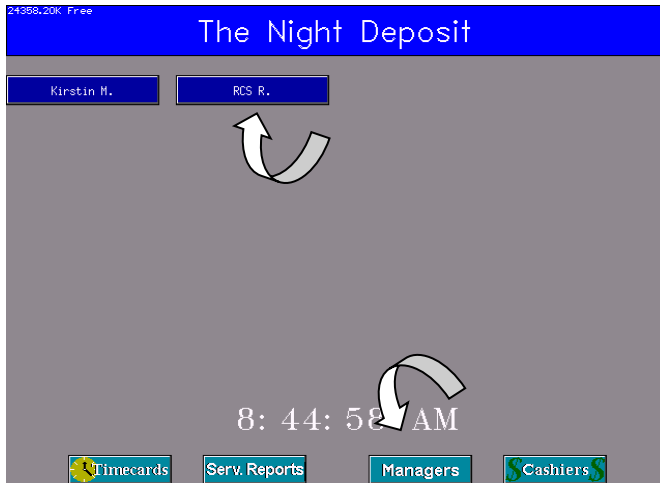 24358.20K Free
The Night Deposit
Kirstin M.
RCS R.
8: 44: 58 AM
Timecards
Serv. Reports
Managers
$Cashiers$